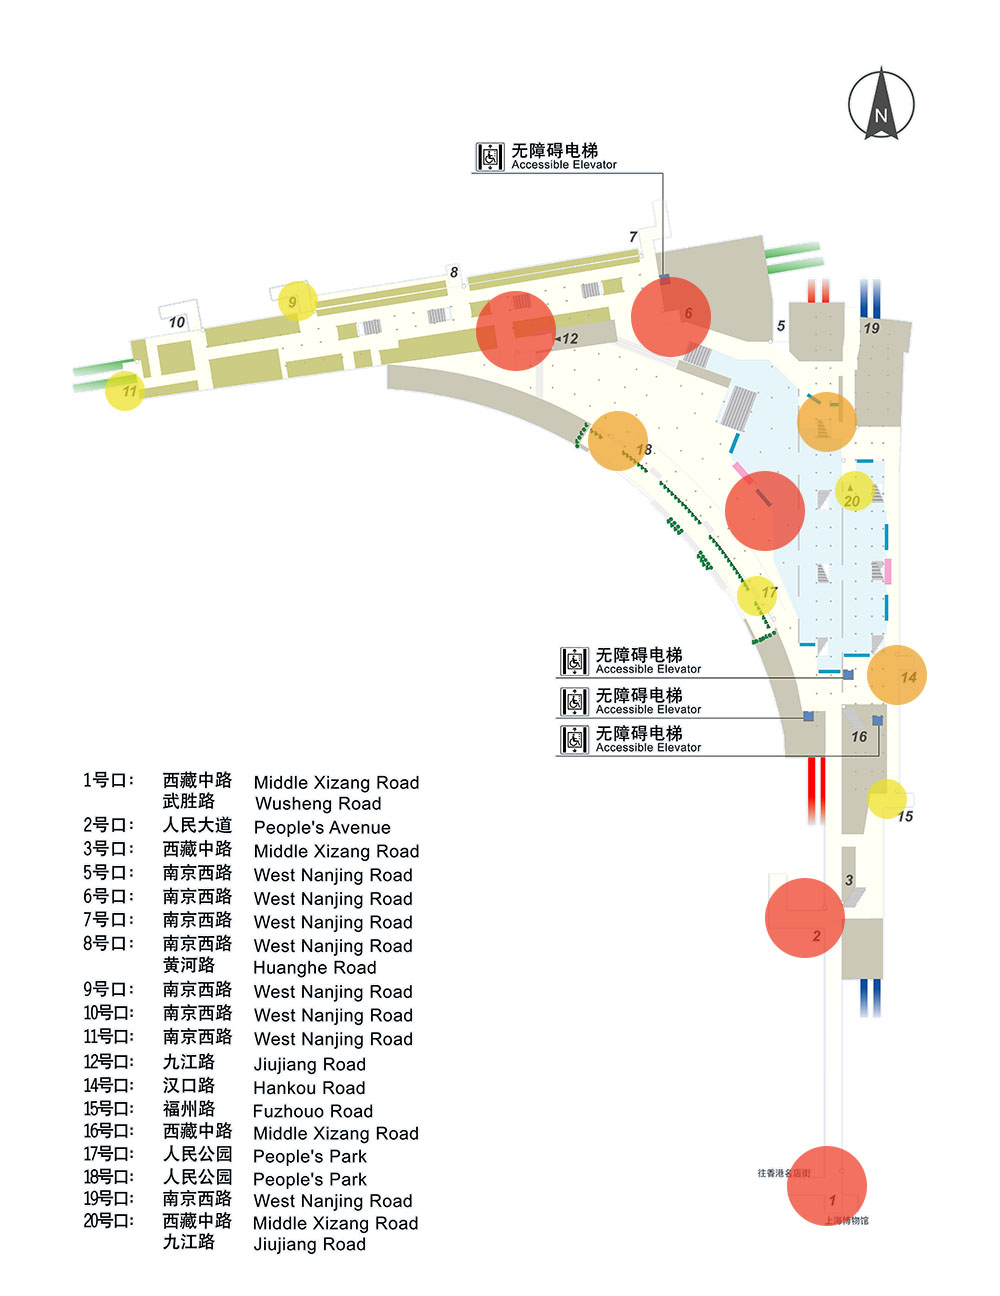 N
无障碍电梯
Accessible Elevator
7
8
9
10
11
12
6
5
19
18
20
17
无障碍电梯
Accessible Elevator
无障碍电梯
Accessible Elevator
无障碍电梯
Accessible Elevator
14
16
15
3
2
往香港名店街
1
上海博物馆
1号口： 西藏中路 Middle Xizang Road
武胜路 Wusheng Road
2号口： 人民大道 People's Avenue
3号口： 西藏中路 Middle Xizang Road
5号口： 南京西路 West Nanjing Road
6号口： 南京西路 West Nanjing Road
7号口： 南京西路 West Nanjing Road
8号口： 南京西路 West Nanjing Road
黄河路 Huanghe Road
9号口： 南京西路 West Nanjing Road
10号口： 南京西路 West Nanjing Road
11号口： 南京西路 West Nanjing Road
12号口： 九江路 Jiujiang Road
14号口： 汉口路 Hankou Road
15号口： 福州路 Fuzhouo Road
16号口： 西藏中路 Middle Xizang Road
17号口： 人民公园 People's Park
18号口： 人民公园 People's Park
19号口： 南京西路 West Nanjing Road
20号口： 西藏中路 Middle Xizang Road
九江路 Jiujiang Road